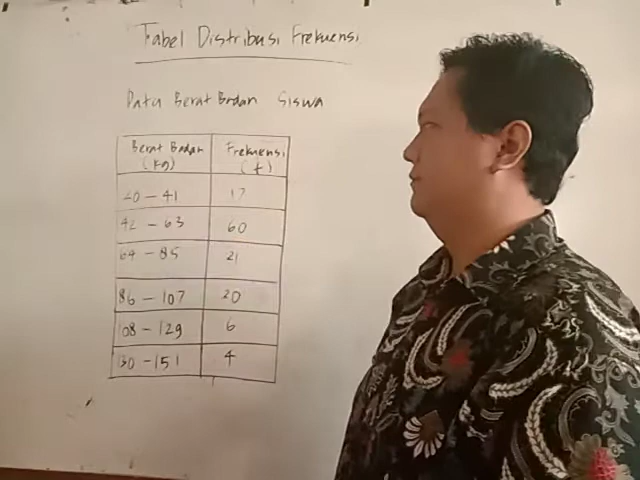 Tabel Distribusi Frekuensi
Data Berat Badan Siswa
Berat Badan (Kg) Frekuensi (f)
20 – 41 17
42 – 63 60
64 – 85 21
86 – 107 20
108 – 129 6
130 – 151 4